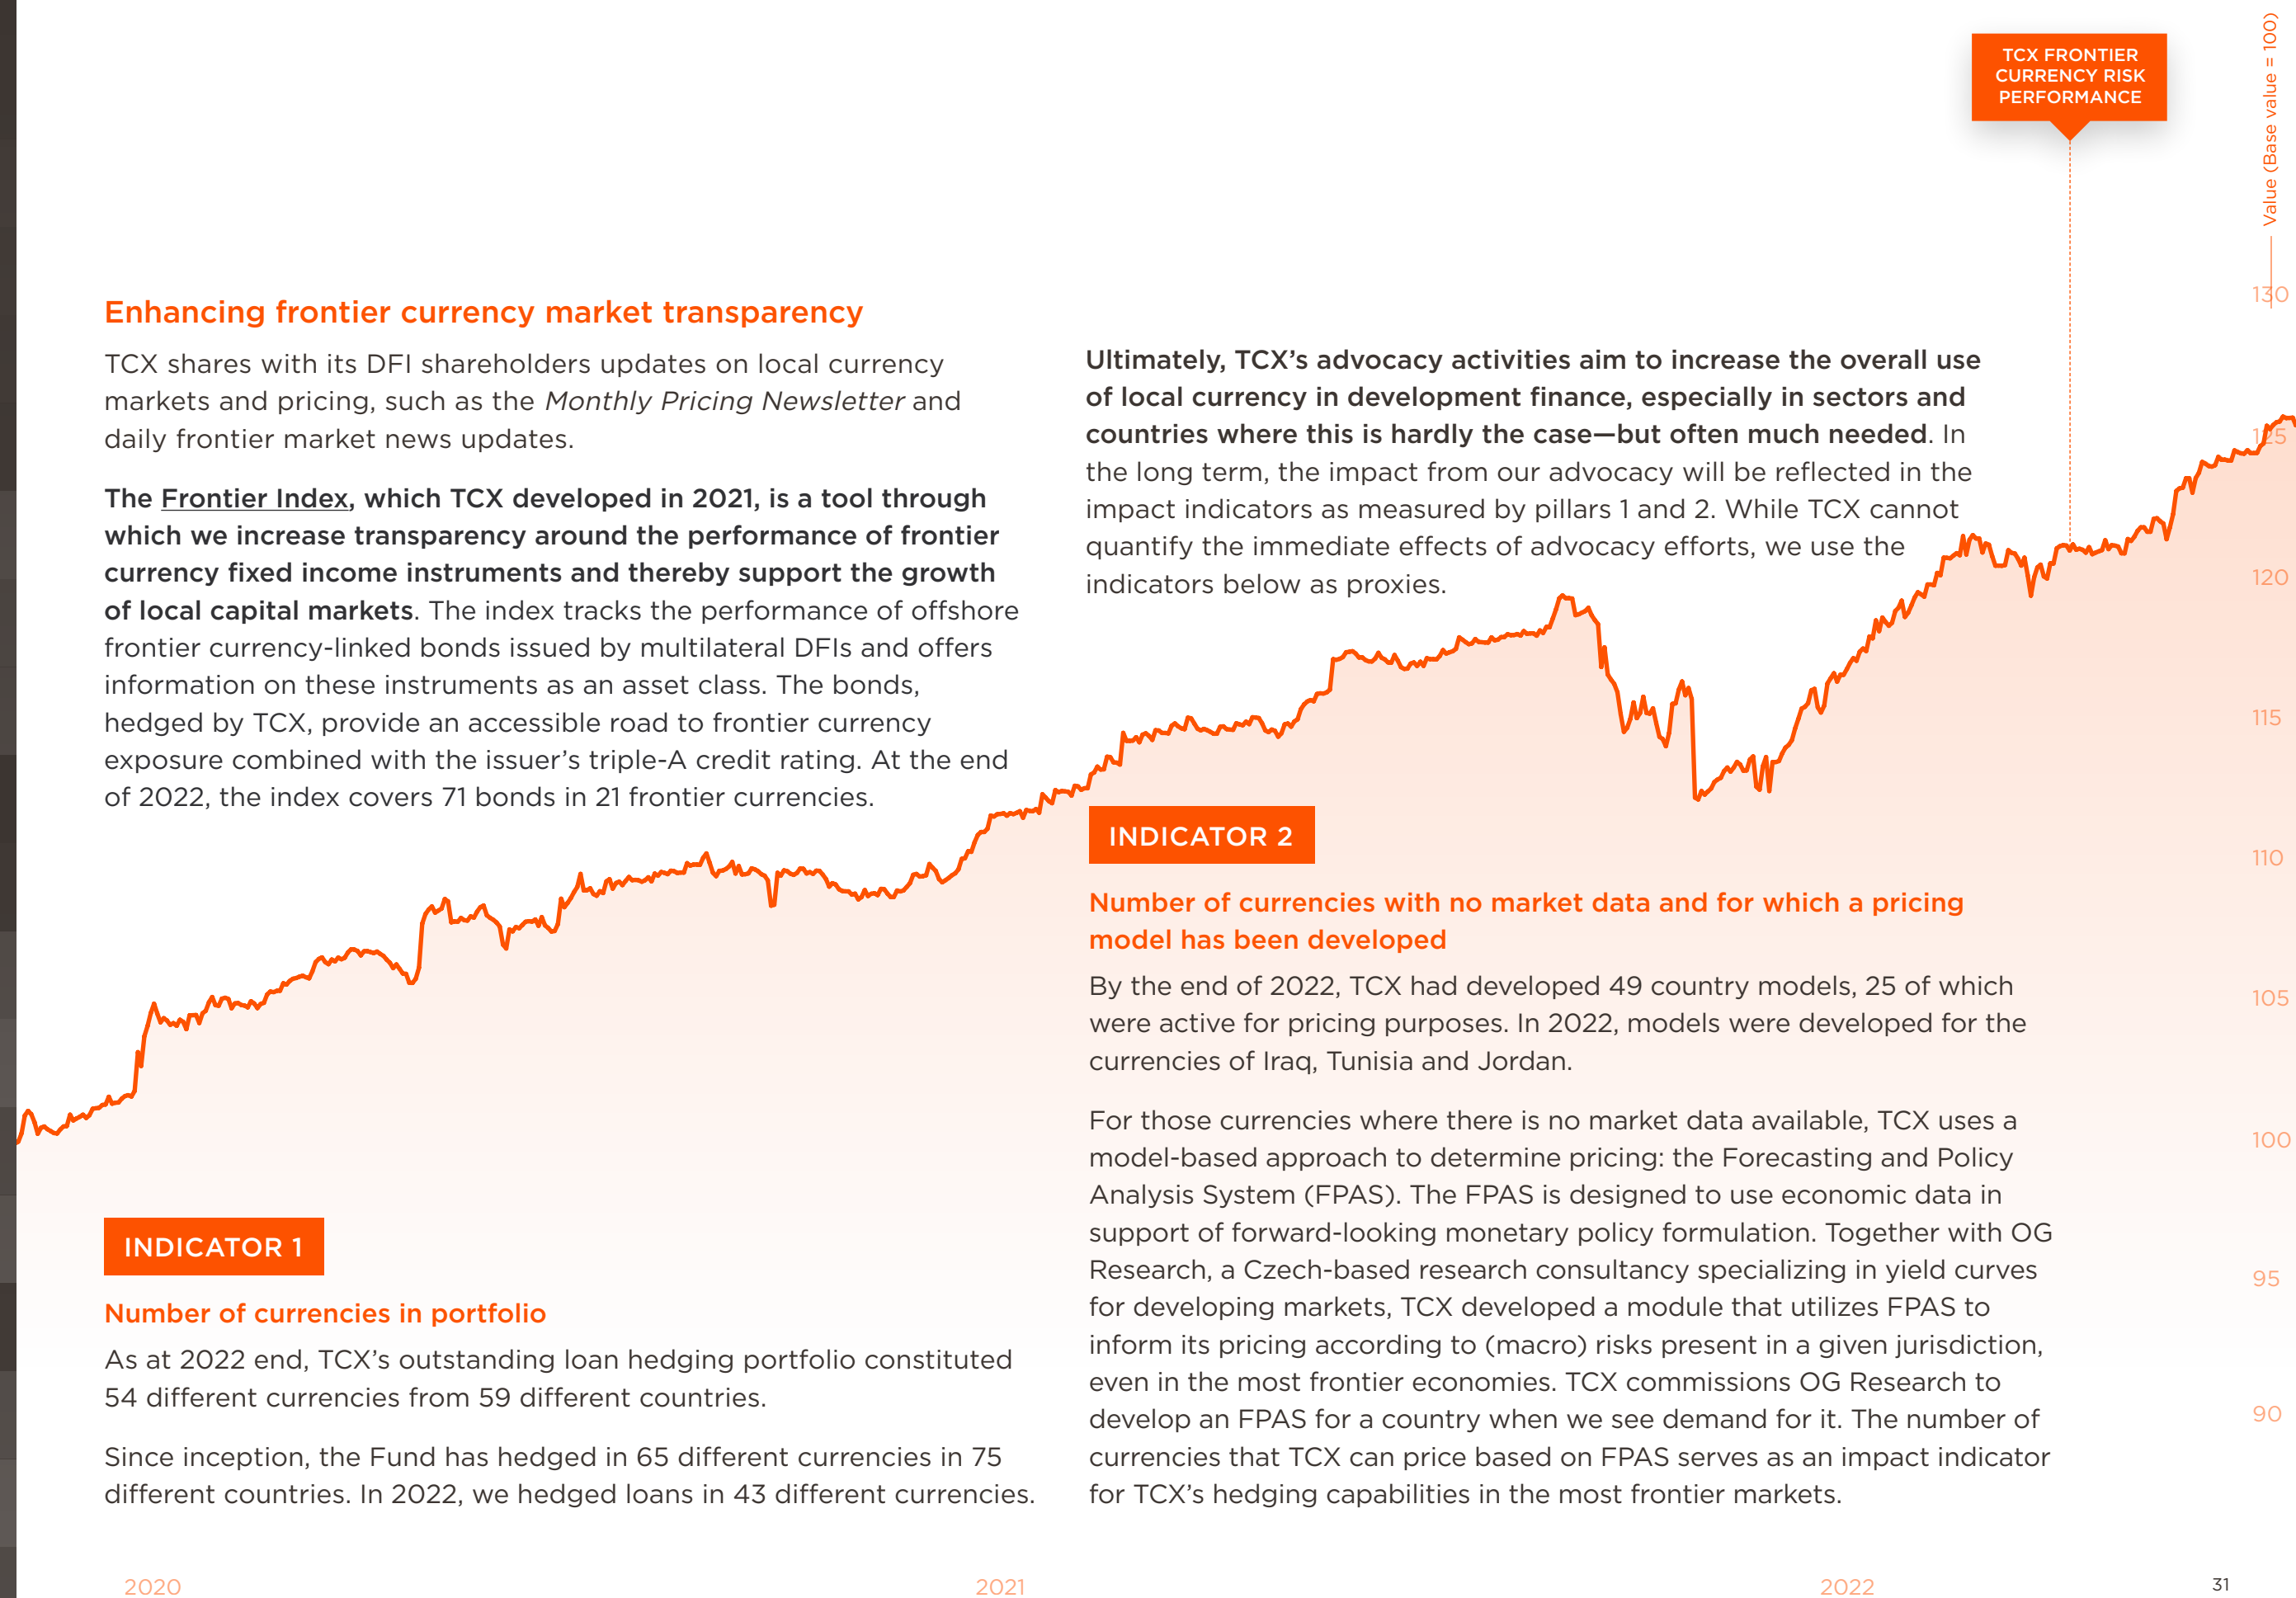 TCX FRONTIER
CURRENCY RISK
PERFORMANCE
Value (Base value = 100)
Enhancing frontier currency market transparency
TCX shares with its DFI shareholders updates on local currency
markets and pricing, such as the Monthly Pricing Newsletter and
daily frontier market news updates.
The Frontier Index, which TCX developed in 2021, is a tool through
which we increase transparency around the performance of frontier
currency fixed income instruments and thereby support the growth
of local capital markets. The index tracks the performance of offshore
frontier currency-linked bonds issued by multilateral DFIs and offers
information on these instruments as an asset class. The bonds,
hedged by TCX, provide an accessible road to frontier currency
exposure combined with the issuer’s triple-A credit rating. At the end
of 2022, the index covers 71 bonds in 21 frontier currencies.
INDICATOR 1
Number of currencies in portfolio
As at 2022 end, TCX’s outstanding loan hedging portfolio constituted
54 different currencies from 59 different countries.
Since inception, the Fund has hedged in 65 different currencies in 75
different countries. In 2022, we hedged loans in 43 different currencies.
Ultimately, TCX’s advocacy activities aim to increase the overall use
of local currency in development finance, especially in sectors and
countries where this is hardly the case—but often much needed. In
the long term, the impact from our advocacy will be reflected in the
impact indicators as measured by pillars 1 and 2. While TCX cannot
quantify the immediate effects of advocacy efforts, we use the
indicators below as proxies.
INDICATOR 2
Number of currencies with no market data and for which a pricing
model has been developed
By the end of 2022, TCX had developed 49 country models, 25 of which
were active for pricing purposes. In 2022, models were developed for the
currencies of Iraq, Tunisia and Jordan.
For those currencies where there is no market data available, TCX uses a
model-based approach to determine pricing: the Forecasting and Policy
Analysis System (FPAS). The FPAS is designed to use economic data in
support of forward-looking monetary policy formulation. Together with OG
Research, a Czech-based research consultancy specializing in yield curves
for developing markets, TCX developed a module that utilizes FPAS to
inform its pricing according to (macro) risks present in a given jurisdiction,
even in the most frontier economies. TCX commissions OG Research to
develop an FPAS for a country when we see demand for it. The number of
currencies that TCX can price based on FPAS serves as an impact indicator
for TCX’s hedging capabilities in the most frontier markets.
130
125
120
115
110
105
100
95
90
2020
2021
2022
31